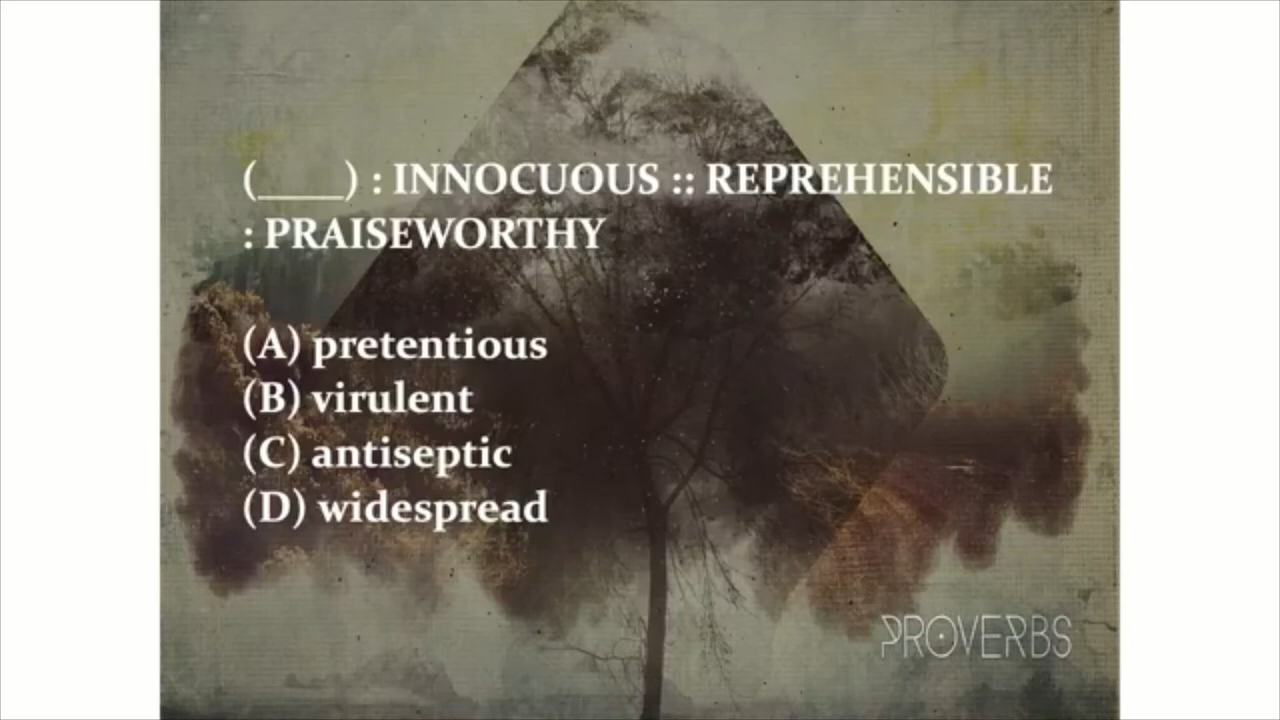 (____) : INNOCUOUS :: REPREHENSIBLE
: PRAISEWORTHY
(A) pretentious
(B) virulent
(C) antiseptic
(D) widespread
PROVERBS